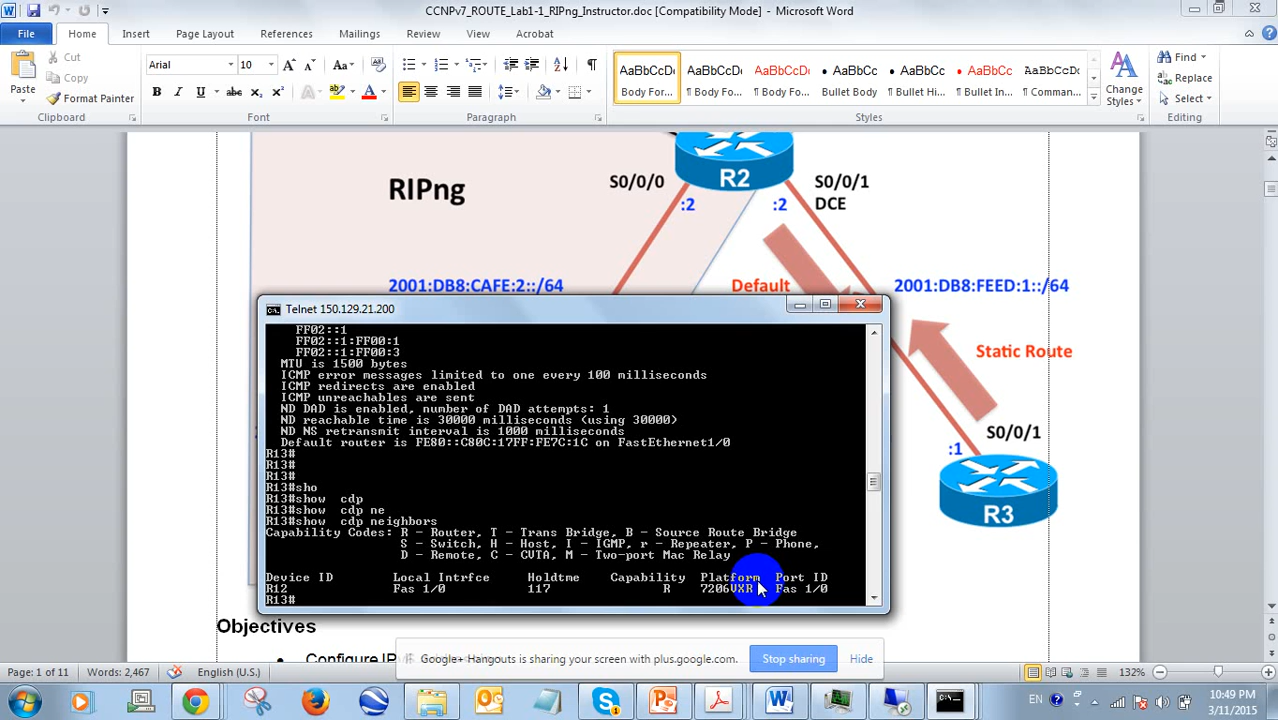 CCNPv7_ROUTE_Lab1-1_RIPng_Instructor.doc [Compatibility Mode] - Microsoft Word
File Home Insert Page Layout References Mailings Review View Acrobat
Paste
Cut
Copy
Format Painter
Clipboard
Arial 10
Font
Paragraph
AaBbCcDc AaBbCcDc AaBbCcDc AaBbCcD AaBbCcD AaBbCcD AaBbCcDc
Body For... ¶ Body For... ¶ Body For... Bullet Body ¶ Bullet Hi... ¶ Bullet In... ¶ Comman...
Change Styles
Styles
Find
Replace
Select
Editing
RIPng
R2
S0/0/0
S0/0/1
DCE
:2
:2
2001:DB8:CAFE:2::/64
Default
2001:DB8:FEED:1::/64
Static Route
S0/0/1
:1
R3
Telnet 150.129.21.200
FF02::1
FF02::1:FF00:1
FF02::1:FF00:3
MTU is 1500 bytes
ICMP error messages limited to one every 100 milliseconds
ICMP redirects are enabled
ICMP unreachables are sent
ND DAD is enabled, number of DAD attempts: 1
ND reachable time is 30000 milliseconds (using 30000)
ND NS retransmit interval is 1000 milliseconds
Default router is FE80::C80C:17FF:FE7C:1C on FastEthernet1/0
R13#
R13#
R13#
R13#sho
R13#show cdp
R13#show cdp ne
R13#show cdp neighbors
Capability Codes: R - Router, T - Trans Bridge, B - Source Route Bridge
S - Switch, H - Host, I - IGMP, r - Repeater, P - Phone,
D - Remote, C - CVTA, M - Two-port Mac Relay
Device ID Local Intrfce Holdtme Capability Platform Port ID
R12 Fas 1/0 117 R 7206VXR Fas 1/0
R13#
Objectives
Google+ Hangouts is sharing your screen with plus.google.com. Stop sharing Hide
Page: 1 of 11 Words: 2,467 English (U.S.) 132%
EN 10:49 PM
3/11/2015